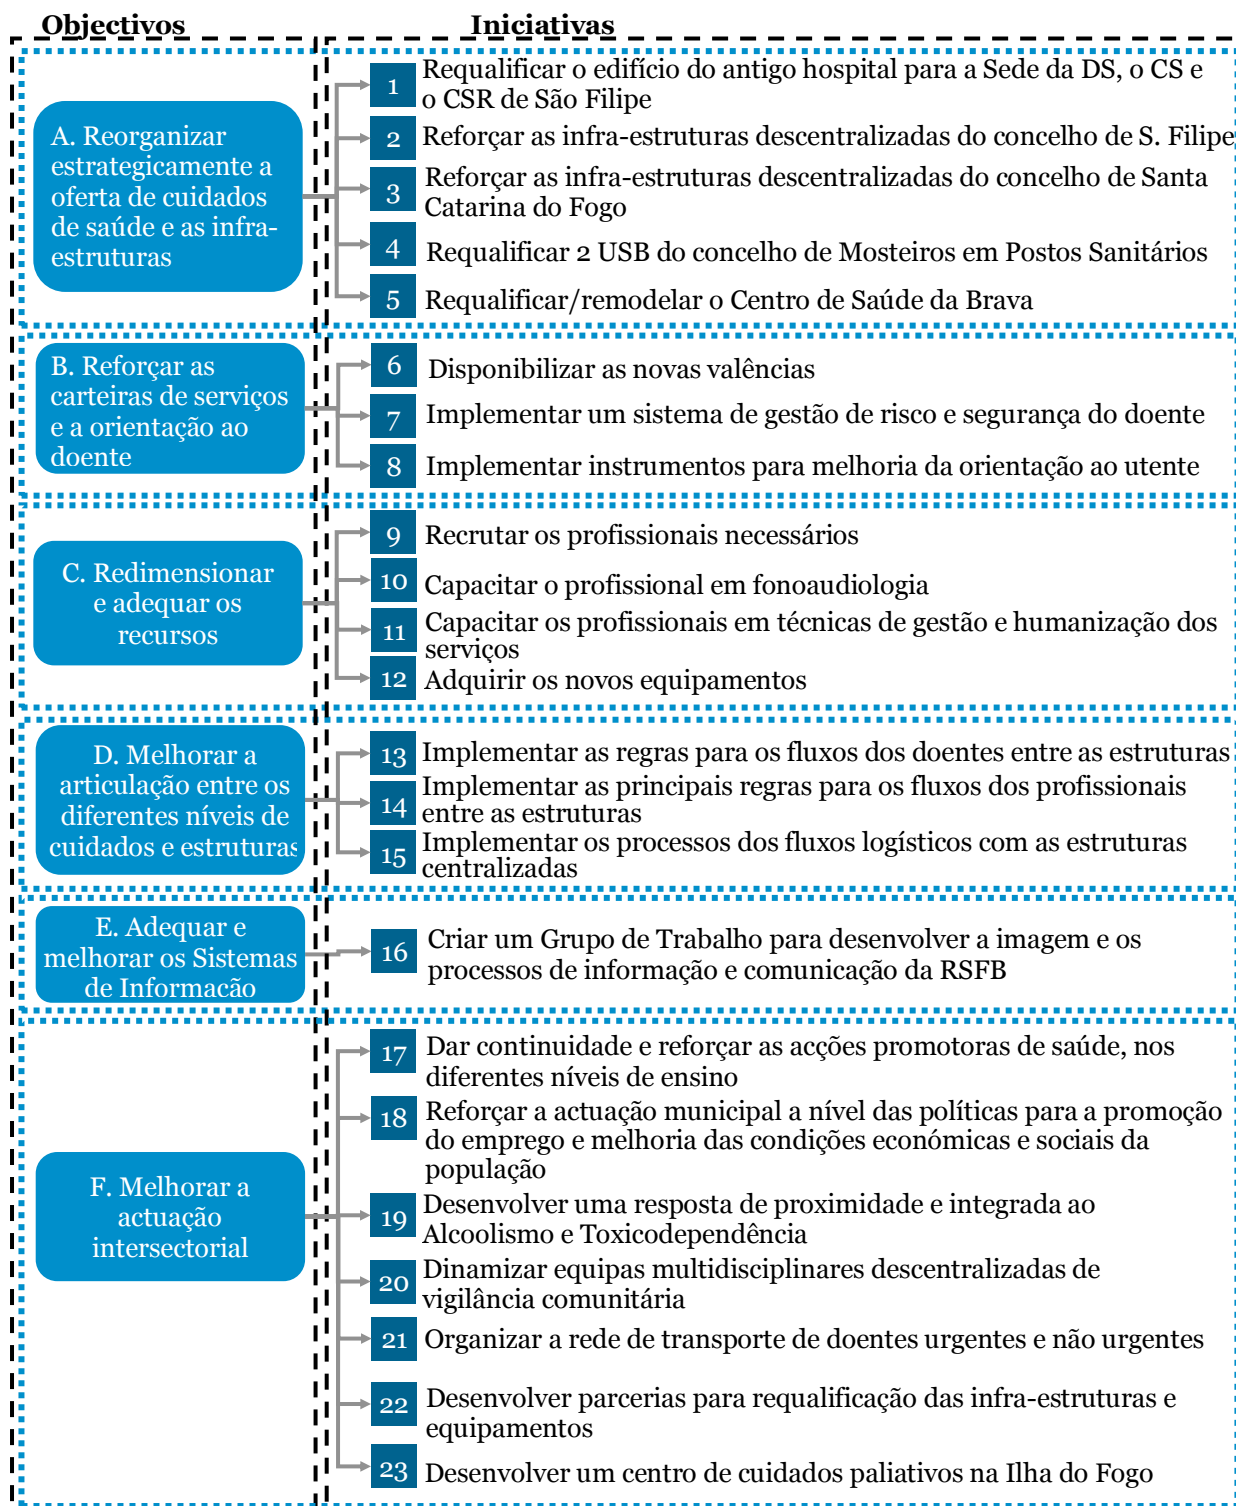 Objectivos
Iniciativas
A. Reorganizar
estrategicamente a
oferta de cuidados
de saúde e as infra-
estruturas
1
Requalificar o edifício do antigo hospital para a Sede da DS, o CS e
o CSR de São Filipe
2
Reforçar as infra-estruturas descentralizadas do concelho de S. Filipe
3
Reforçar as infra-estruturas descentralizadas do concelho de Santa
Catarina do Fogo
4
Requalificar 2 USB do concelho de Mosteiros em Postos Sanitários
5
Requalificar/remodelar o Centro de Saúde da Brava
B. Reforçar as
carteiras de serviços
e a orientação ao
doente
6
Disponibilizar as novas valências
7
Implementar um sistema de gestão de risco e segurança do doente
8
Implementar instrumentos para melhoria da orientação ao utente
C. Redimensionar
e adequar os
recursos
9
Recrutar os profissionais necessários
10
Capacitar o profissional em fonoaudiologia
11
Capacitar os profissionais em técnicas de gestão e humanização dos
serviços
12
Adquirir os novos equipamentos
D. Melhorar a
articulação entre os
diferentes níveis de
cuidados e estruturas
13
Implementar as regras para os fluxos dos doentes entre as estruturas
14
Implementar as principais regras para os fluxos dos profissionais
entre as estruturas
15
Implementar os processos dos fluxos logísticos com as estruturas
centralizadas
E. Adequar e
melhorar os Sistemas
de Informação
16
Criar um Grupo de Trabalho para desenvolver a imagem e os
processos de informação e comunicação da RSFB
F. Melhorar a
actuação
intersectorial
17
Dar continuidade e reforçar as acções promotoras de saúde, nos
diferentes níveis de ensino
18
Reforçar a actuação municipal a nível das políticas para a promoção
do emprego e melhoria das condições económicas e sociais da
população
19
Desenvolver uma resposta de proximidade e integrada ao
Alcoolismo e Toxicodependência
20
Dinamizar equipas multidisciplinares descentralizadas de
vigilância comunitária
21
Organizar a rede de transporte de doentes urgentes e não urgentes
22
Desenvolver parcerias para requalificação das infra-estruturas e
equipamentos
23
Desenvolver um centro de cuidados paliativos na Ilha do Fogo